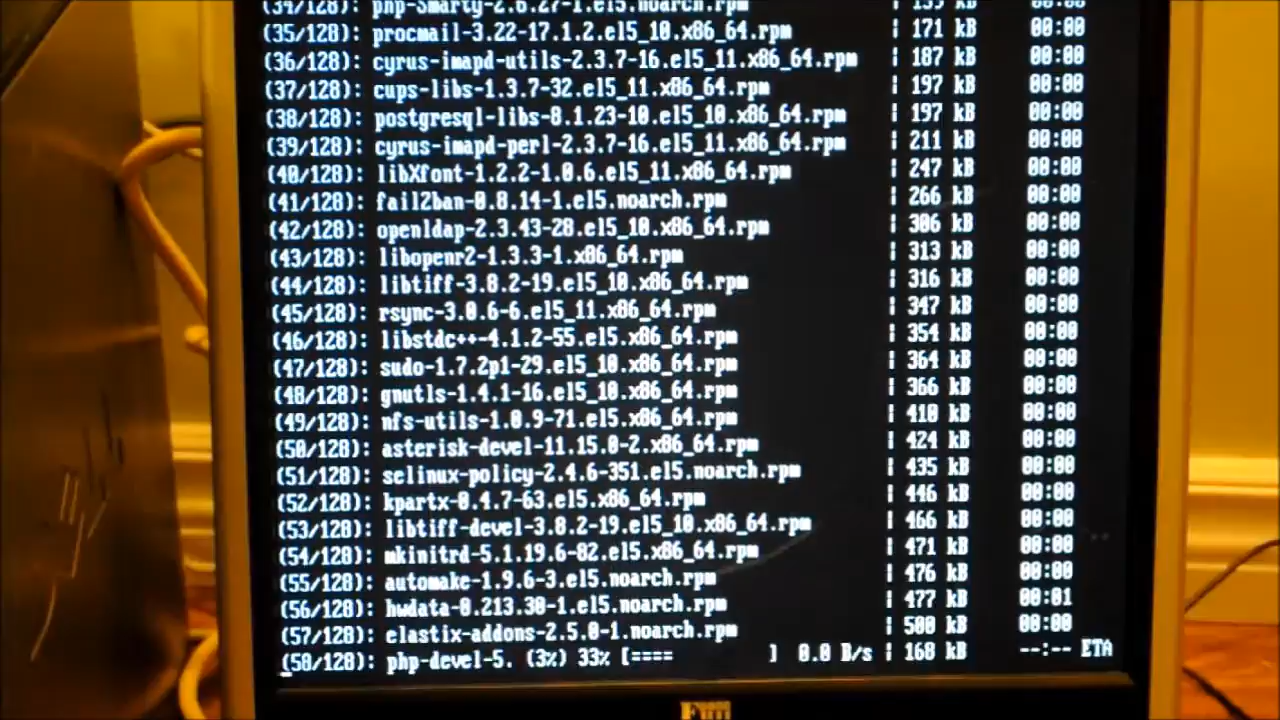 (34/128): php-Smarty-2.6.27-1.el5.noarch.rpm | 155 kB 00:00
(35/128): procmail-3.22-17.1.2.el5_10.x86_64.rpm | 171 kB 00:00
(36/128): cyrus-imapd-utils-2.3.7-16.el5_11.x86_64.rpm | 187 kB 00:00
(37/128): cups-libs-1.3.7-32.el5_11.x86_64.rpm | 197 kB 00:00
(38/128): postgresql-libs-8.1.23-10.el5_10.x86_64.rpm | 197 kB 00:00
(39/128): cyrus-imapd-perl-2.3.7-16.el5_11.x86_64.rpm | 211 kB 00:00
(40/128): libXfont-1.2.2-1.0.6.el5_11.x86_64.rpm | 247 kB 00:00
(41/128): fail2ban-0.8.14-1.el5.noarch.rpm | 266 kB 00:00
(42/128): openldap-2.3.43-28.el5_10.x86_64.rpm | 306 kB 00:00
(43/128): libopenr2-1.3.3-1.x86_64.rpm | 313 kB 00:00
(44/128): libtiff-3.8.2-19.el5_10.x86_64.rpm | 316 kB 00:00
(45/128): rsync-3.0.6-6.el5_11.x86_64.rpm | 347 kB 00:00
(46/128): libstdc++-4.1.2-55.el5.x86_64.rpm | 354 kB 00:00
(47/128): sudo-1.7.2p1-29.el5_10.x86_64.rpm | 364 kB 00:00
(48/128): gnutls-1.4.1-16.el5_10.x86_64.rpm | 366 kB 00:00
(49/128): nfs-utils-1.0.9-71.el5.x86_64.rpm | 410 kB 00:00
(50/128): asterisk-devel-11.15.0-2.x86_64.rpm | 424 kB 00:00
(51/128): selinux-policy-2.4.6-351.el5.noarch.rpm | 435 kB 00:00
(52/128): kpartx-0.4.7-63.el5.x86_64.rpm | 446 kB 00:00
(53/128): libtiff-devel-3.8.2-19.el5_10.x86_64.rpm | 466 kB 00:00
(54/128): mkinitrd-5.1.19.6-82.el5.x86_64.rpm | 471 kB 00:00
(55/128): automake-1.9.6-3.el5.noarch.rpm | 476 kB 00:00
(56/128): hwdata-0.213.30-1.el5.noarch.rpm | 477 kB 00:01
(57/128): elastix-addons-2.5.0-1.noarch.rpm | 500 kB 00:00
(58/128): php-devel-5. (3%) 33% [==== ] 0.0 B/s | 168 kB --:-- ETA